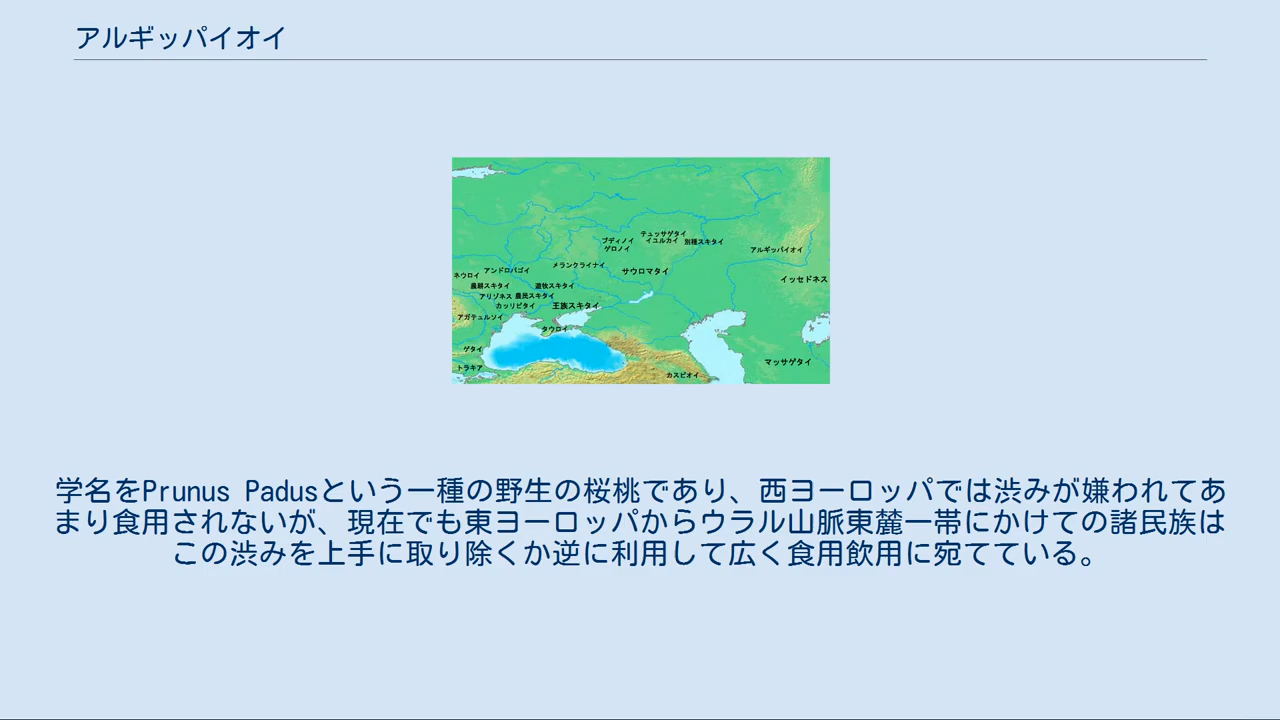 アルギッパイオイ
テュッサゲタイ
ブディノイ
イユルカイ
別種スキタイ
ゲロノイ
アルギッパイオイ
メランクライナイ
アンドロパゴイ
サウロマタイ
ネウロイ
イッセドネス
農耕スキタイ
遊牧スキタイ
アリゾネス
農民スキタイ
カッリピダイ
王族スキタイ
アガテュルソイ
タウロイ
ゲタイ
マッサゲタイ
トラキア
カスピオイ
学名をPrunus Padusという一種の野生の桜桃であり、西ヨーロッパでは渋みが嫌われてあ
まり食用されないが、現在でも東ヨーロッパからウラル山脈東麓一帯にかけての諸民族は
この渋みを上手に取り除くか逆に利用して広く食用飲用に宛てている。